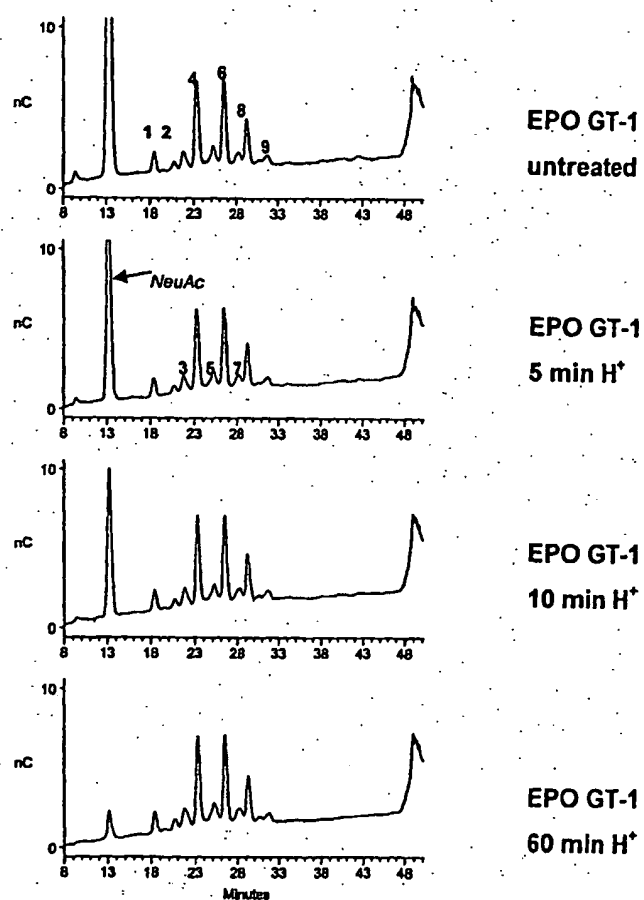 10
nC
0
1 2 4 6 8 9
8 13 18 23 28 33 38 43 48
EPO GT-1
untreated
10
nC
0
NeuAc
3 5 7
8 13 18 23 28 33 38 43 48
EPO GT-1
5 min H⁺
10
nC
0
8 13 18 23 28 33 38 43 48
EPO GT-1
10 min H⁺
10
nC
0
8 13 18 23 28 33 38 43 48
Minutes
EPO GT-1
60 min H⁺